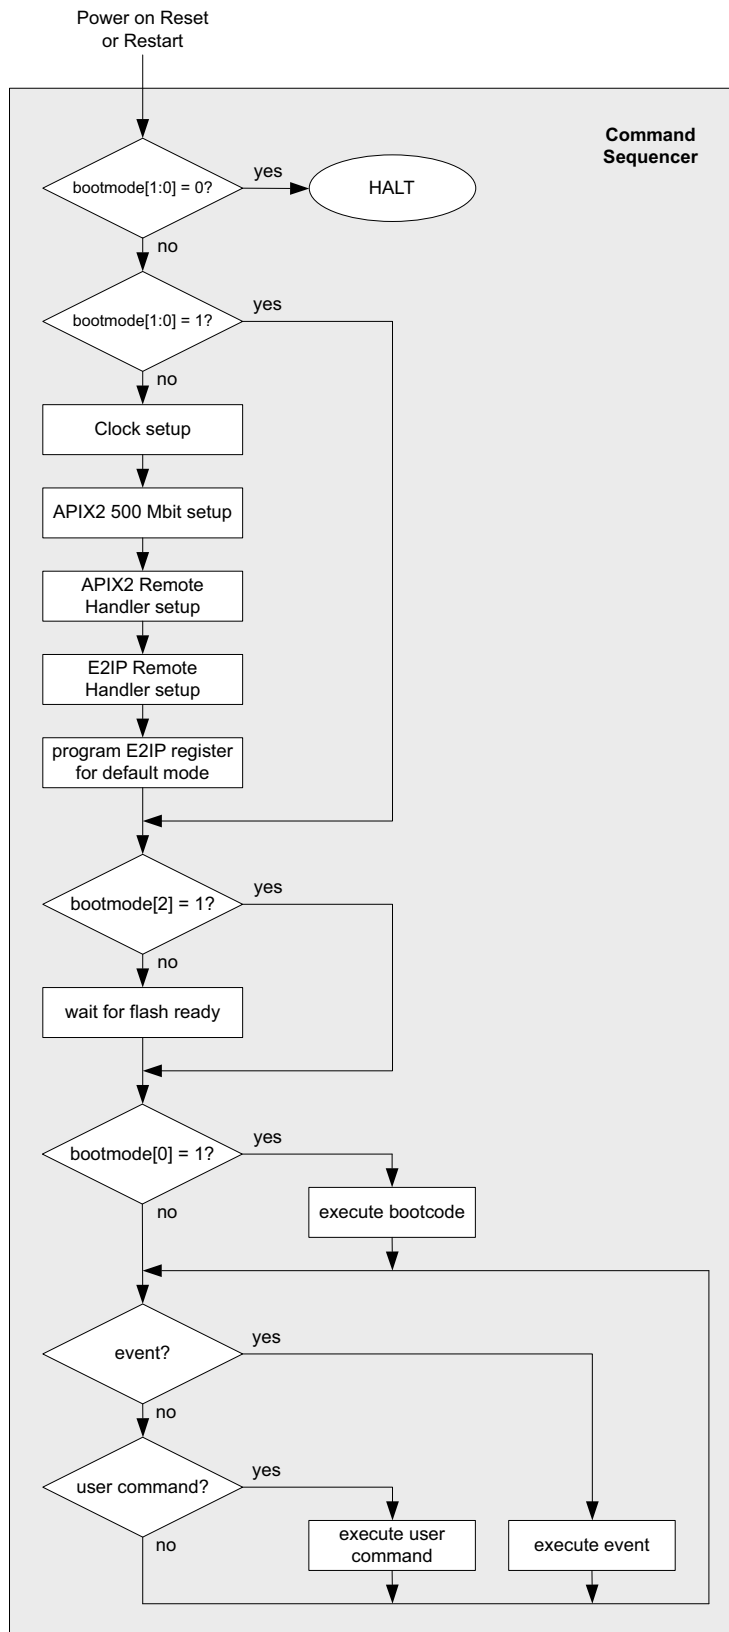 Power on Reset
or Restart
Command
Sequencer
bootmode[1:0] = 0?
yes
HALT
no
bootmode[1:0] = 1?
yes
no
Clock setup
APIX2 500 Mbit setup
APIX2 Remote
Handler setup
E2IP Remote
Handler setup
program E2IP register
for default mode
bootmode[2] = 1?
yes
no
wait for flash ready
bootmode[0] = 1?
yes
no
execute bootcode
event?
yes
no
user command?
yes
no
execute user
command
execute event